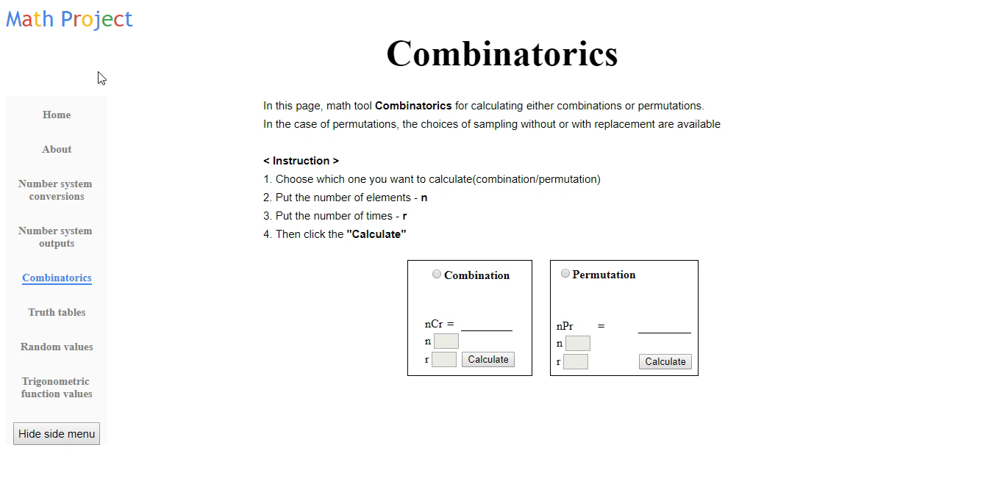 Math Project
Combinatorics
Home
About
Number system
conversions
Number system
outputs
Combinatorics
Truth tables
Random values
Trigonometric
function values
Hide side menu
In this page, math tool Combinatorics for calculating either combinations or permutations.
In the case of permutations, the choices of sampling without or with replacement are available
< Instruction >
1. Choose which one you want to calculate(combination/permutation)
2. Put the number of elements - n
3. Put the number of times - r
4. Then click the "Calculate"
Combination
nCr =
n
r Calculate
Permutation
nPr =
n
r Calculate